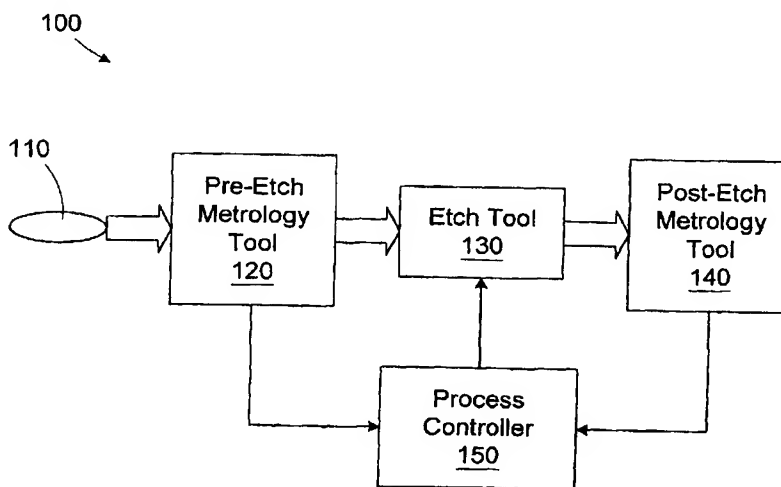 100
110
Pre-Etch
Metrology
Tool
120
Etch Tool
130
Post-Etch
Metrology
Tool
140
Process
Controller
150